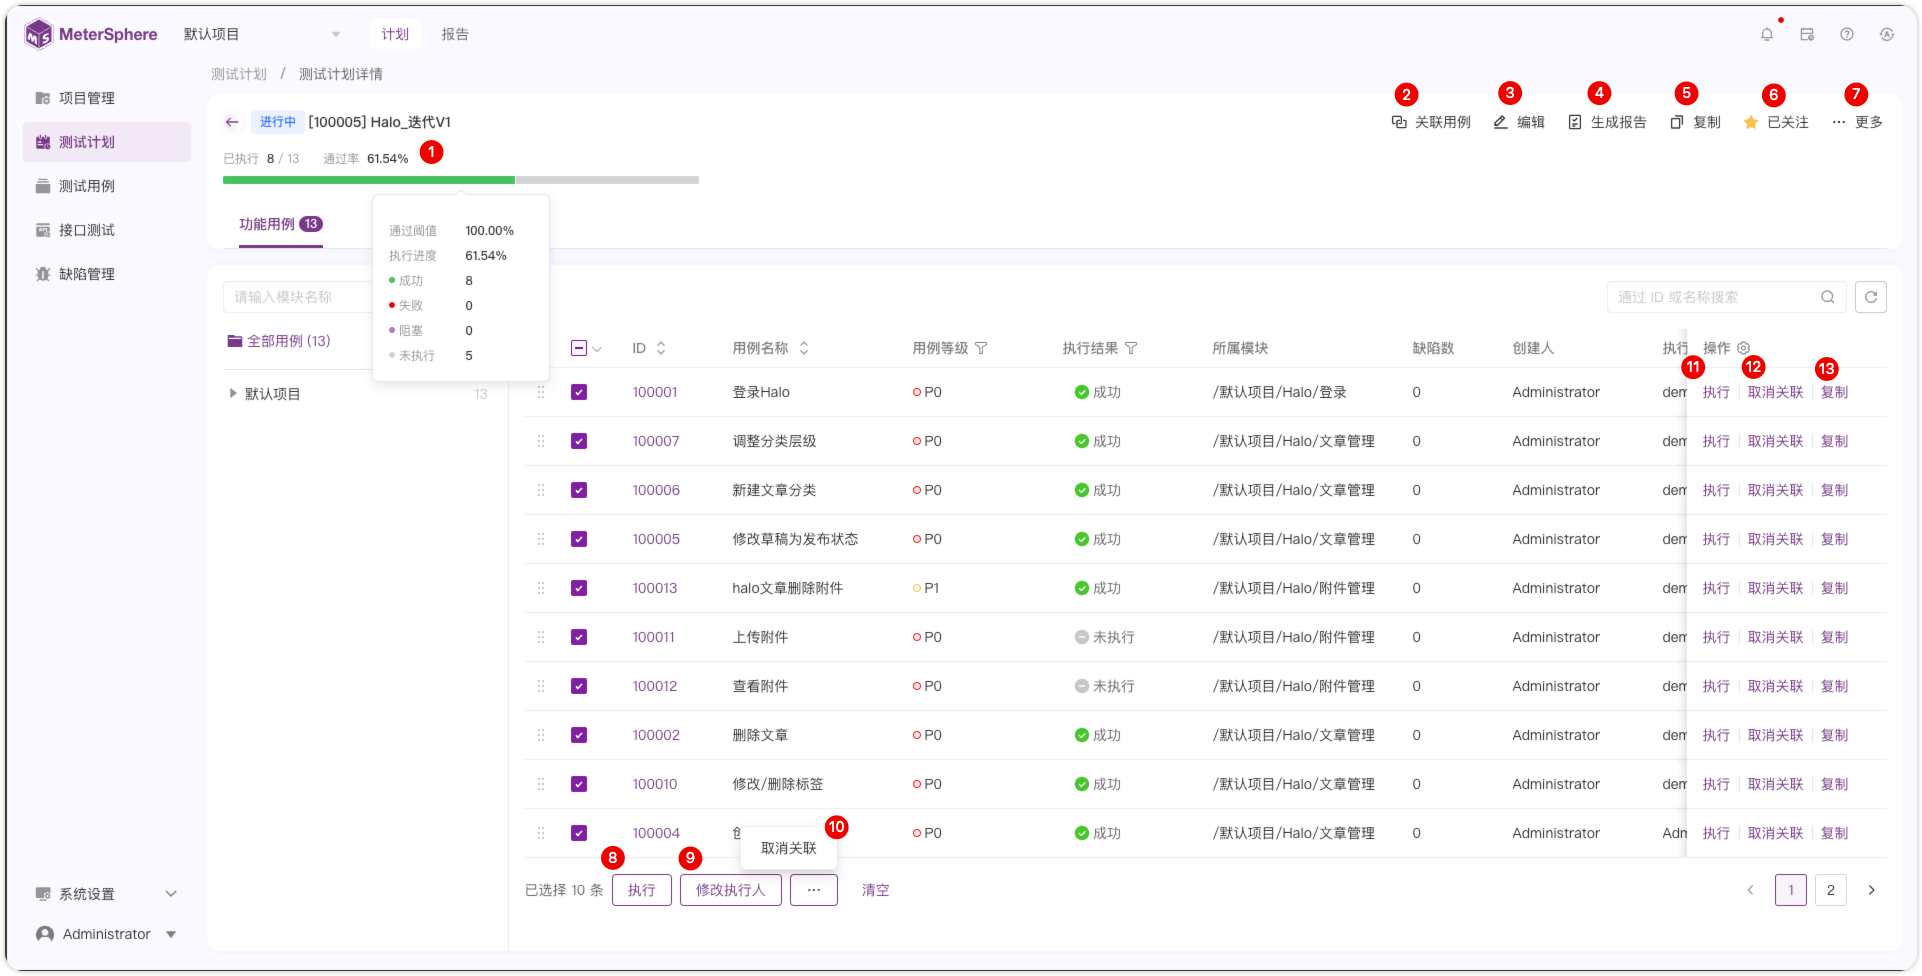 MeterSphere 默认项目 计划 报告
测试计划 / 测试计划详情
项目管理
测试计划
测试用例
接口测试
缺陷管理
2 3 4 5 6 7
进行中 [100005] Halo_迭代V1 关联用例 编辑 生成报告 复制 已关注 更多
已执行 8 / 13 通过率 61.54% 1
功能用例 13
通过阈值 100.00%
执行进度 61.54%
成功 8
失败 0
阻塞 0
未执行 5
请输入模块名称 通过 ID 或名称搜索
全部用例 (13)
默认项目 13
ID 用例名称 用例等级 执行结果 所属模块 缺陷数 创建人 执行 操作
11 12 13
100001 登录Halo P0 成功 /默认项目/Halo/登录 0 Administrator dem 执行 取消关联 复制
100007 调整分类层级 P0 成功 /默认项目/Halo/文章管理 0 Administrator dem 执行 取消关联 复制
100006 新建文章分类 P0 成功 /默认项目/Halo/文章管理 0 Administrator dem 执行 取消关联 复制
100005 修改草稿为发布状态 P0 成功 /默认项目/Halo/文章管理 0 Administrator dem 执行 取消关联 复制
100013 halo文章删除附件 P1 成功 /默认项目/Halo/附件管理 0 Administrator dem 执行 取消关联 复制
100011 上传附件 P0 未执行 /默认项目/Halo/附件管理 0 Administrator dem 执行 取消关联 复制
100012 查看附件 P0 未执行 /默认项目/Halo/附件管理 0 Administrator dem 执行 取消关联 复制
100002 删除文章 P0 成功 /默认项目/Halo/文章管理 0 Administrator dem 执行 取消关联 复制
100010 修改/删除标签 P0 成功 /默认项目/Halo/文章管理 0 Administrator dem 执行 取消关联 复制
100004 P0 成功 /默认项目/Halo/文章管理 0 Administrator Adm 执行 取消关联 复制
10
取消关联
8 9
已选择 10 条 执行 修改执行人 ··· 清空 1 2
系统设置
Administrator